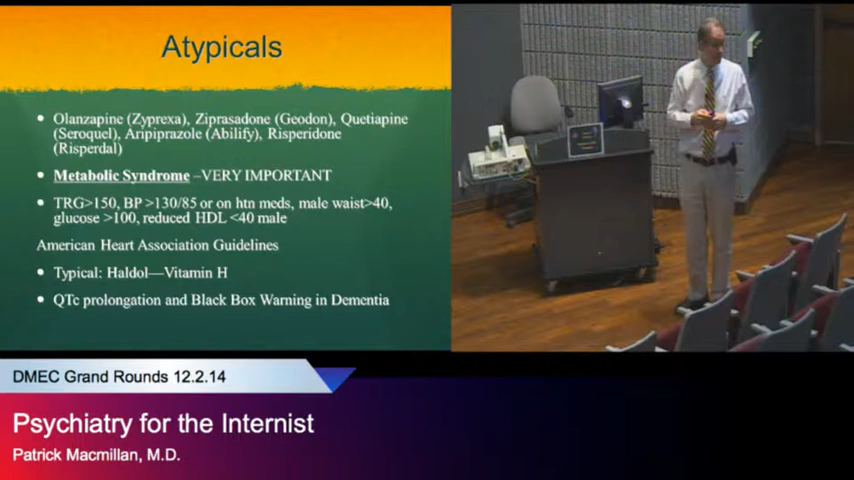 Atypicals
• Olanzapine (Zyprexa), Ziprasadone (Geodon), Quetiapine
(Seroquel), Aripiprazole (Abilify), Risperidone
(Risperdal)
• Metabolic Syndrome –VERY IMPORTANT
• TRG>150, BP >130/85 or on htn meds, male waist>40,
glucose >100, reduced HDL <40 male
American Heart Association Guidelines
• Typical: Haldol—Vitamin H
• QTc prolongation and Black Box Warning in Dementia
DMEC Grand Rounds 12.2.14
Psychiatry for the Internist
Patrick Macmillan, M.D.